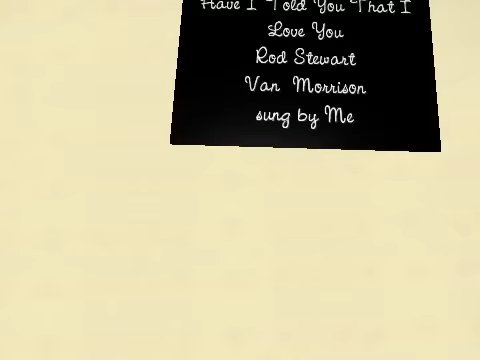 Have I Told You That I
Love You
Rod Stewart
Van Morrison
sung by Me